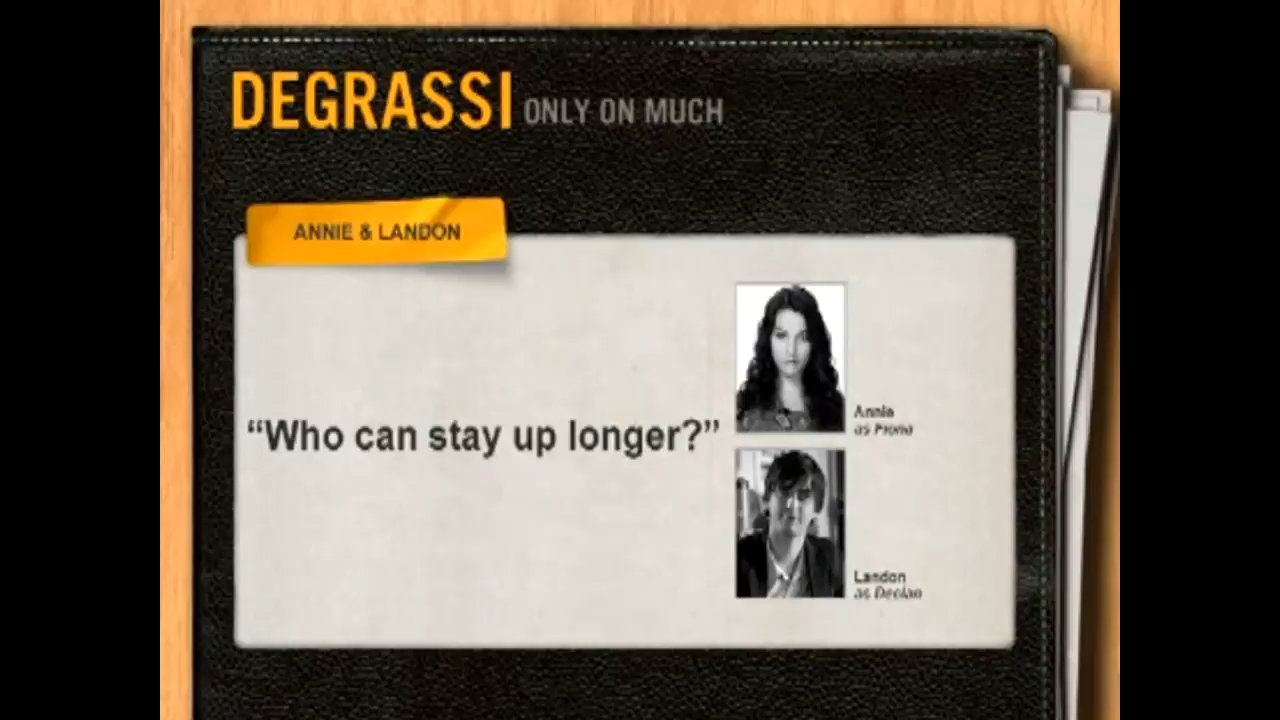 DEGRASSI ONLY ON MUCH
ANNIE & LANDON
“Who can stay up longer?”
Annie
as Fiona
Landon
as Declan